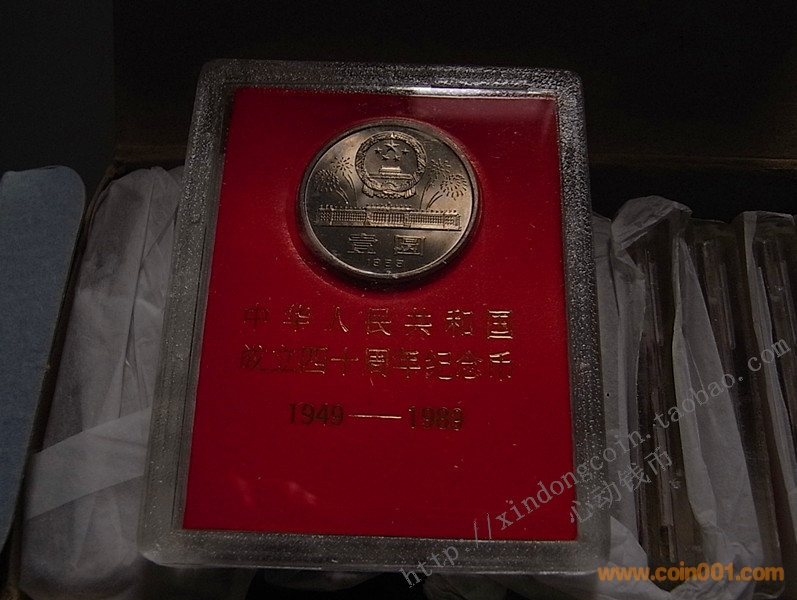 壹圆
1989
中华人民共和国
成立四十周年纪念币
1949——1989
http://xindongcoin.taobao.com
心动钱币
www.coin001.com